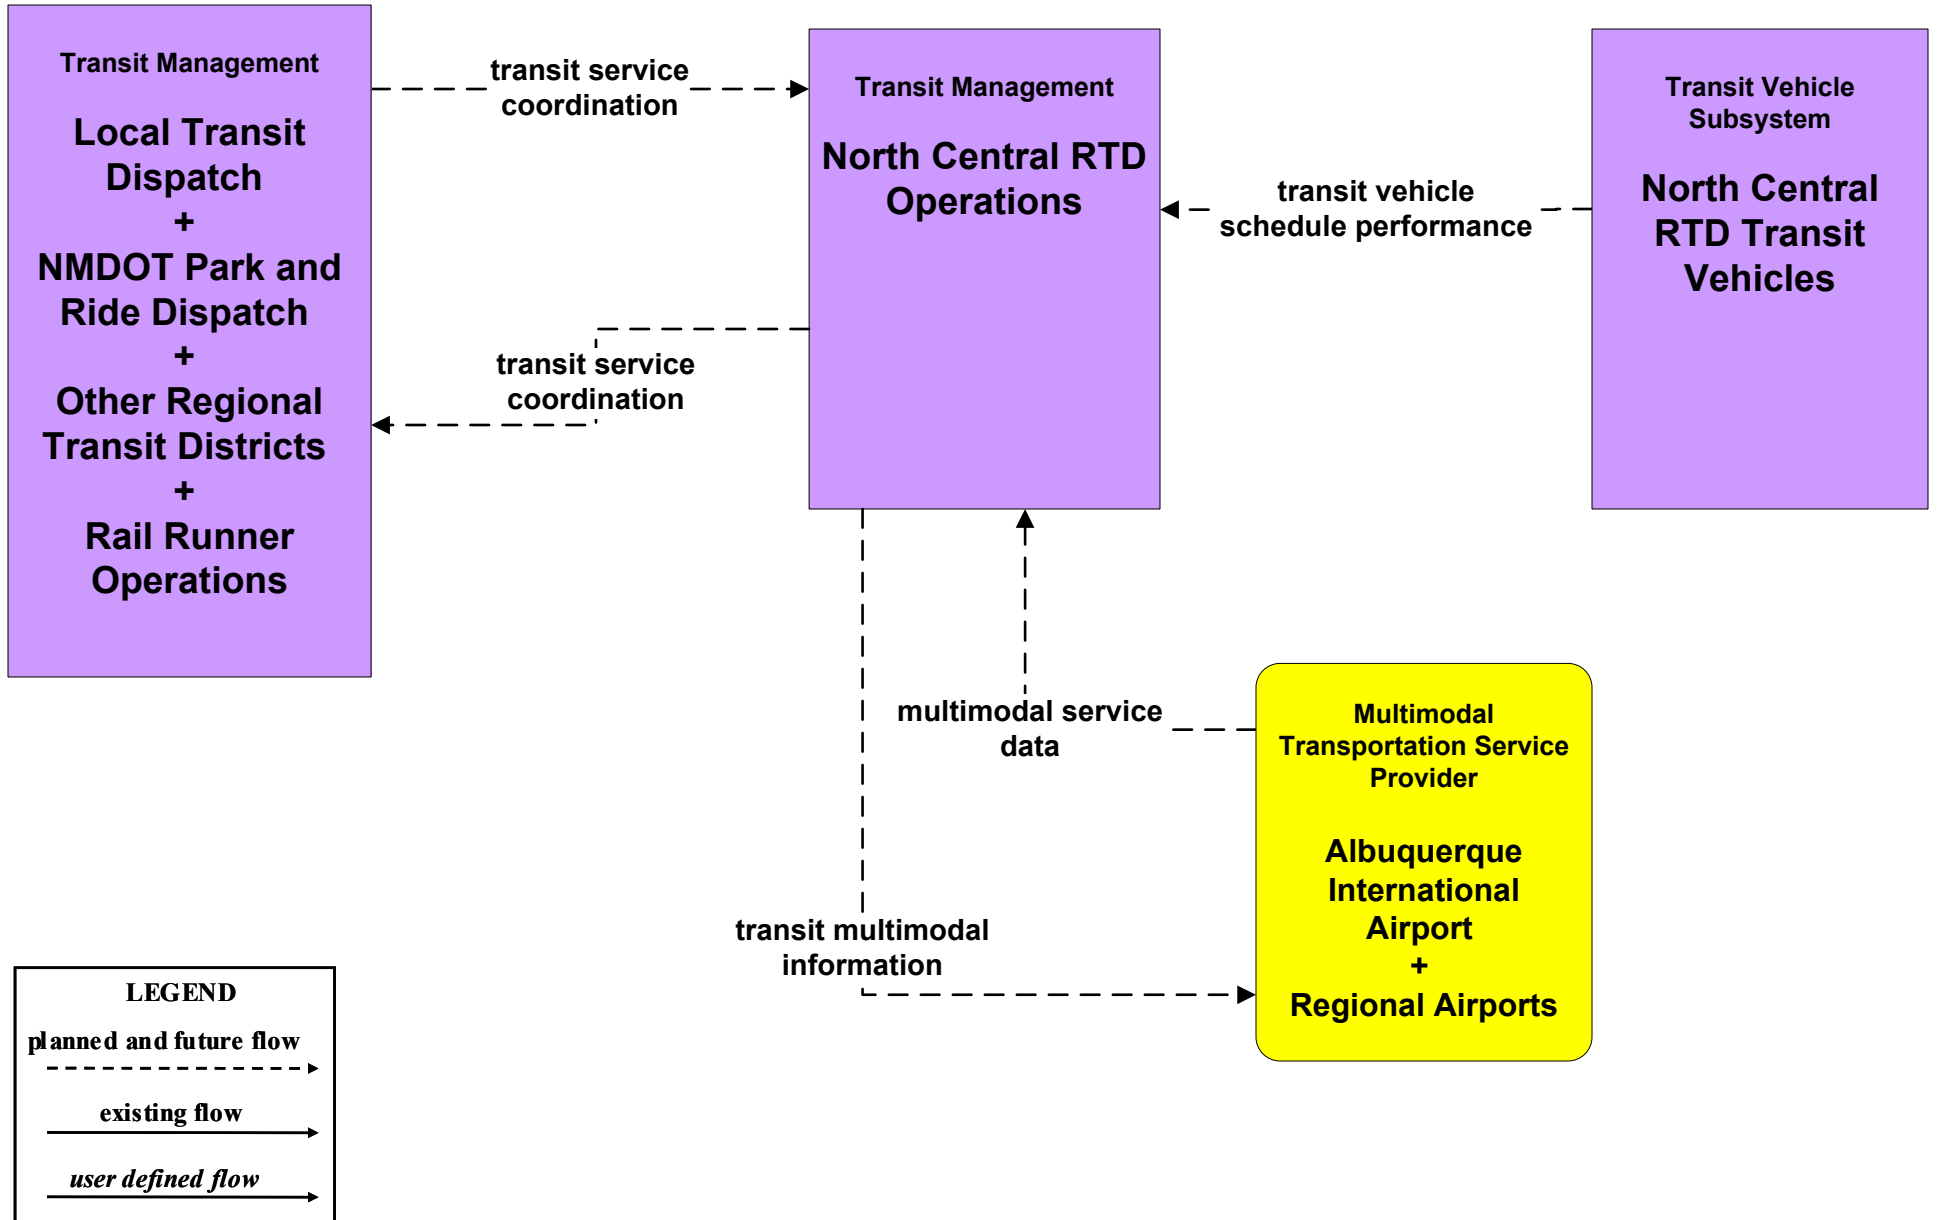 Transit Management
Local Transit
Dispatch
+
NMDOT Park and
Ride Dispatch
+
Other Regional
Transit Districts
+
Rail Runner
Operations
transit service
coordination
transit service
coordination
Transit Management
North Central RTD
Operations
transit vehicle
schedule performance
Transit Vehicle
Subsystem
North Central
RTD Transit
Vehicles
multimodal service
data
transit multimodal
information
Multimodal
Transportation Service
Provider
Albuquerque
International
Airport
+
Regional Airports
LEGEND
planned and future flow
existing flow
user defined flow